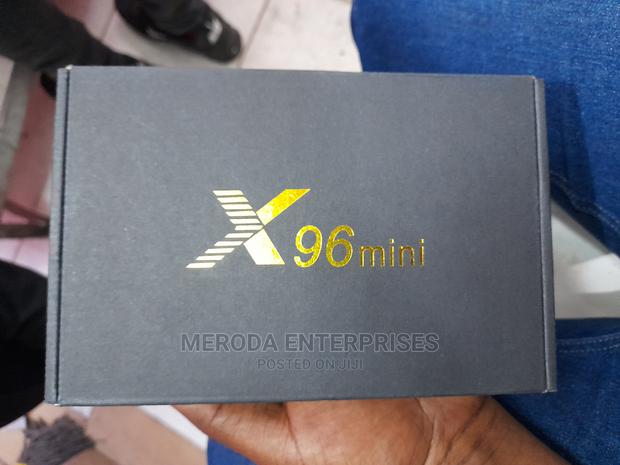 X96mini
MERODA ENTERPRISES
POSTED ON JIJI